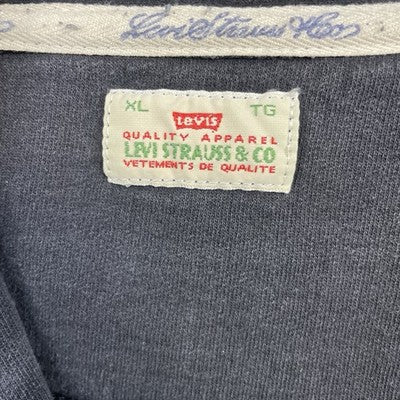 Levi Strauss & Co
XL TG
Levi's
QUALITY APPAREL
LEVI STRAUSS & CO
VETEMENTS DE QUALITE